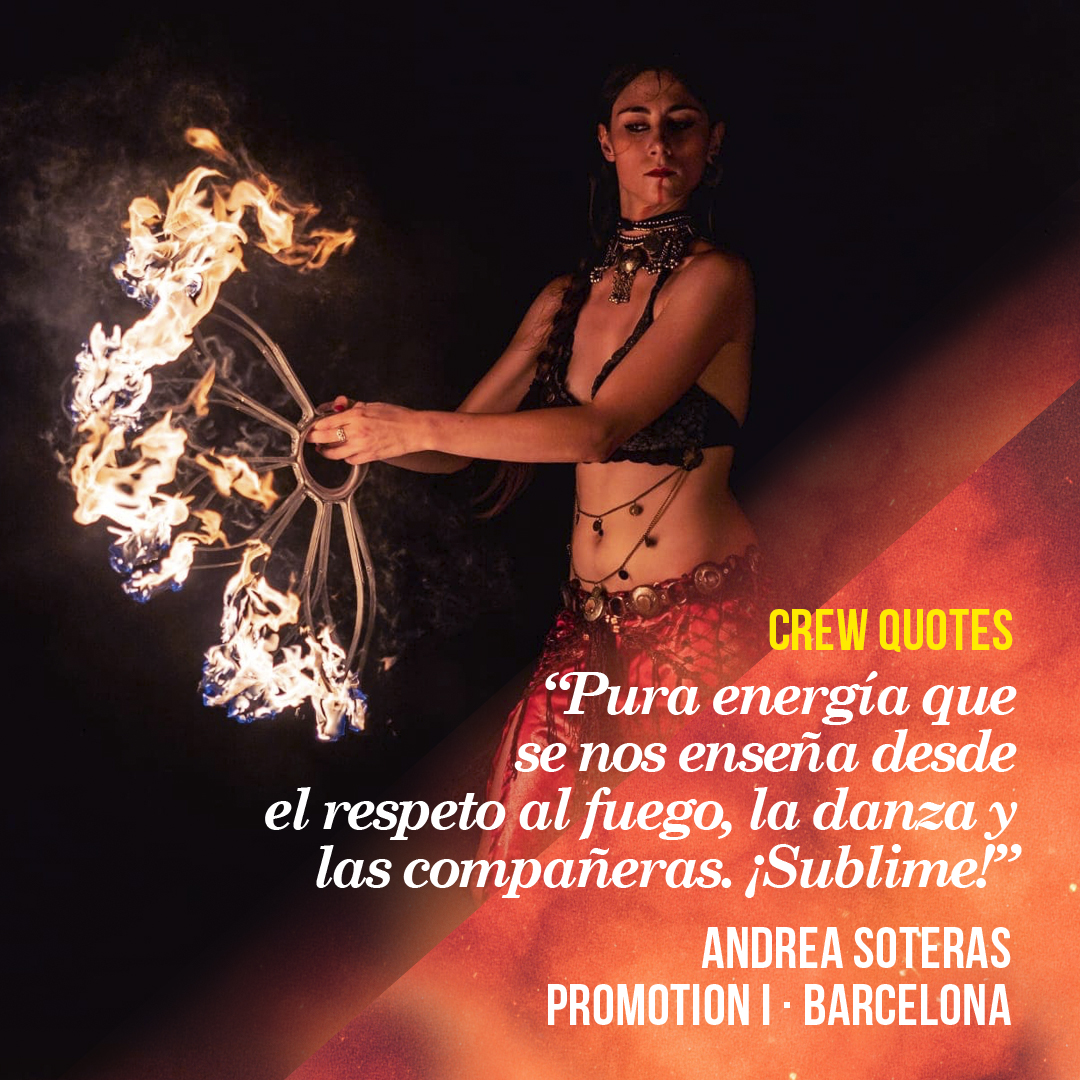 CREW QUOTES
“Pura energía que
se nos enseña desde
el respeto al fuego, la danza y
las compañeras. ¡Sublime!”
ANDREA SOTERAS
PROMOTION I · BARCELONA